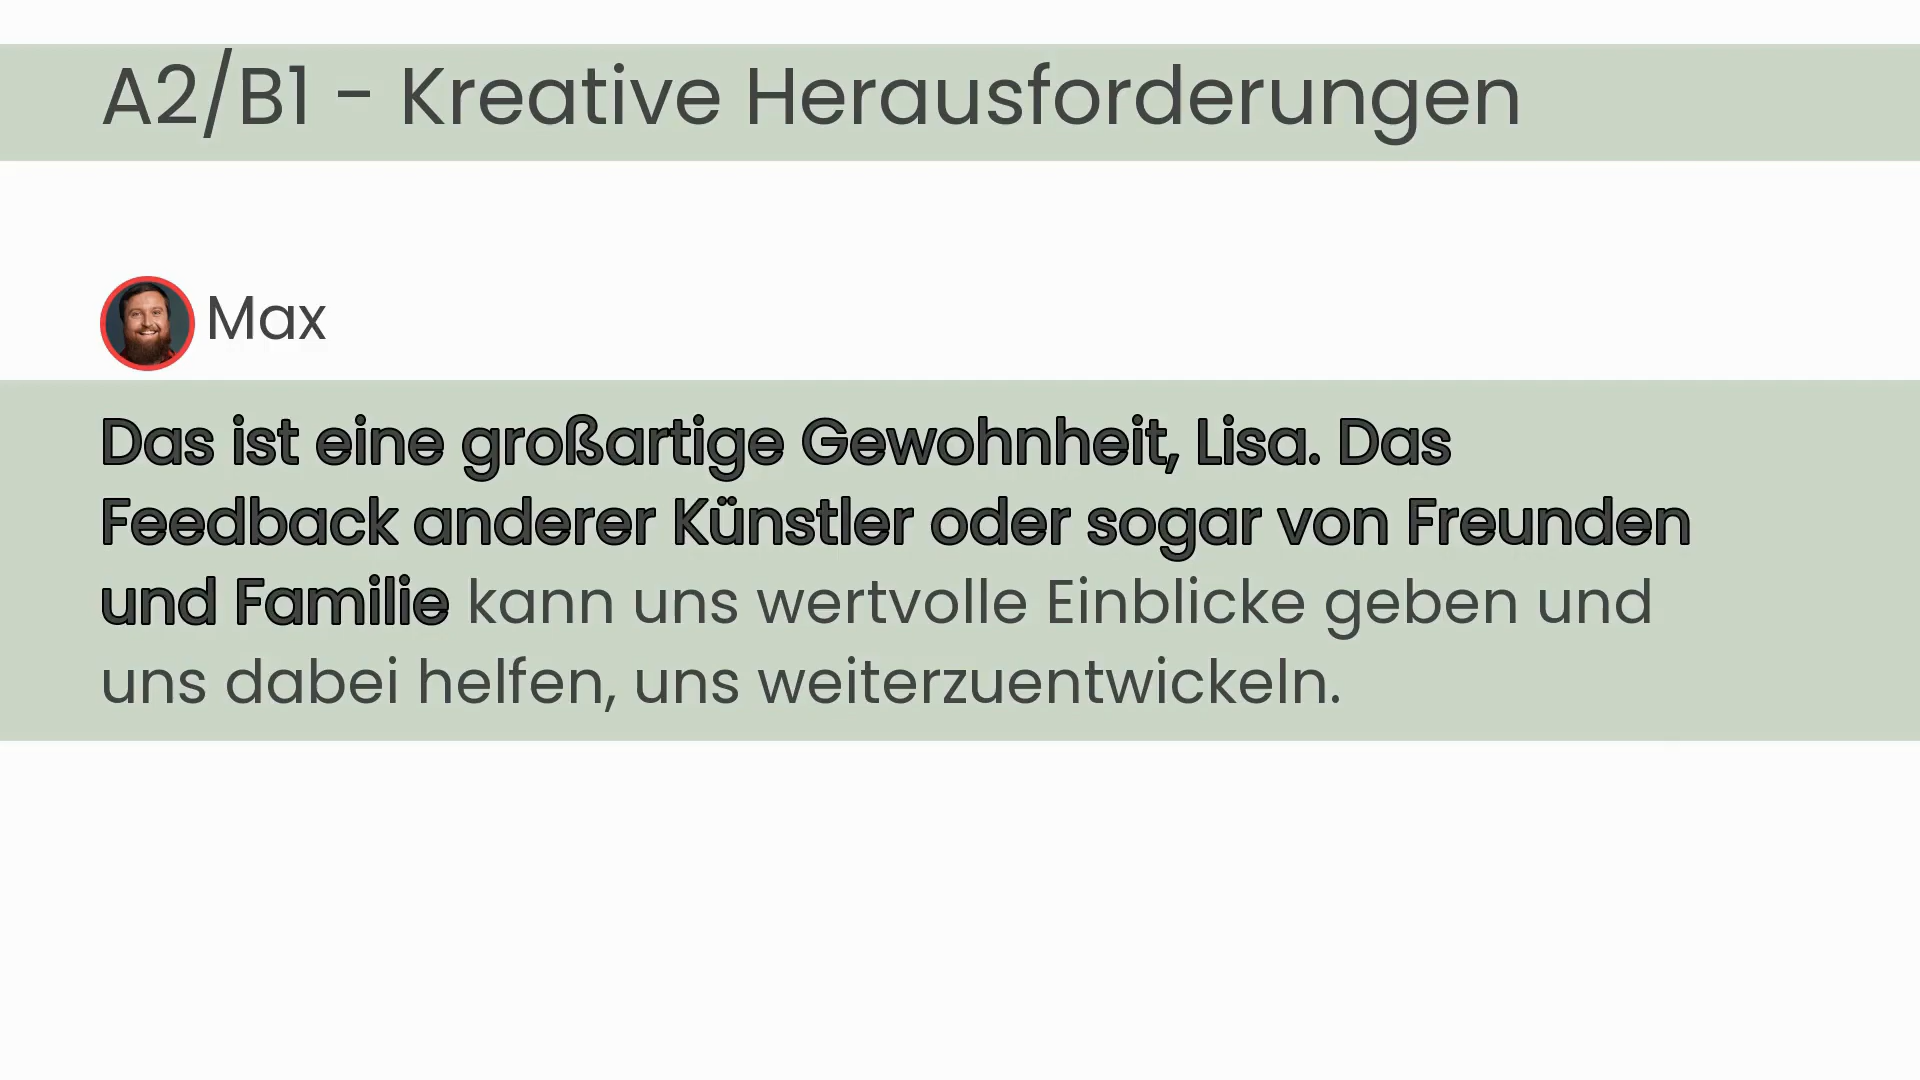 A2/B1 - Kreative Herausforderungen
Max
Das ist eine großartige Gewohnheit, Lisa. Das
Feedback anderer Künstler oder sogar von Freunden
und Familie kann uns wertvolle Einblicke geben und
uns dabei helfen, uns weiterzuentwickeln.